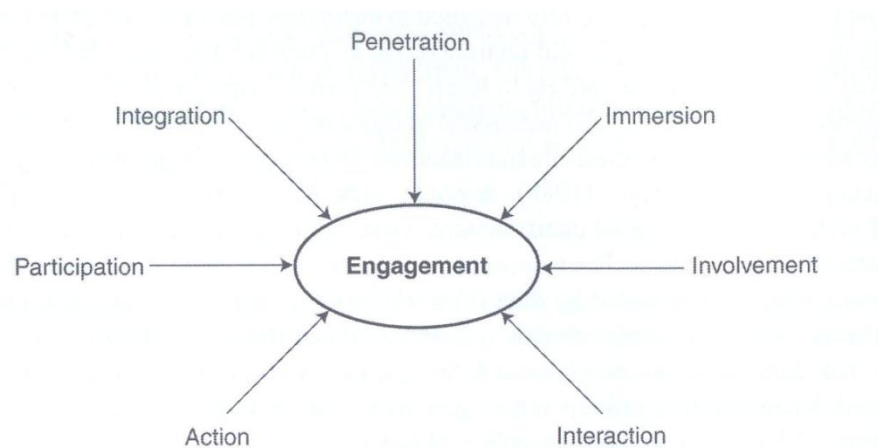 Penetration
Integration
Immersion
Participation
Engagement
Involvement
Action
Interaction